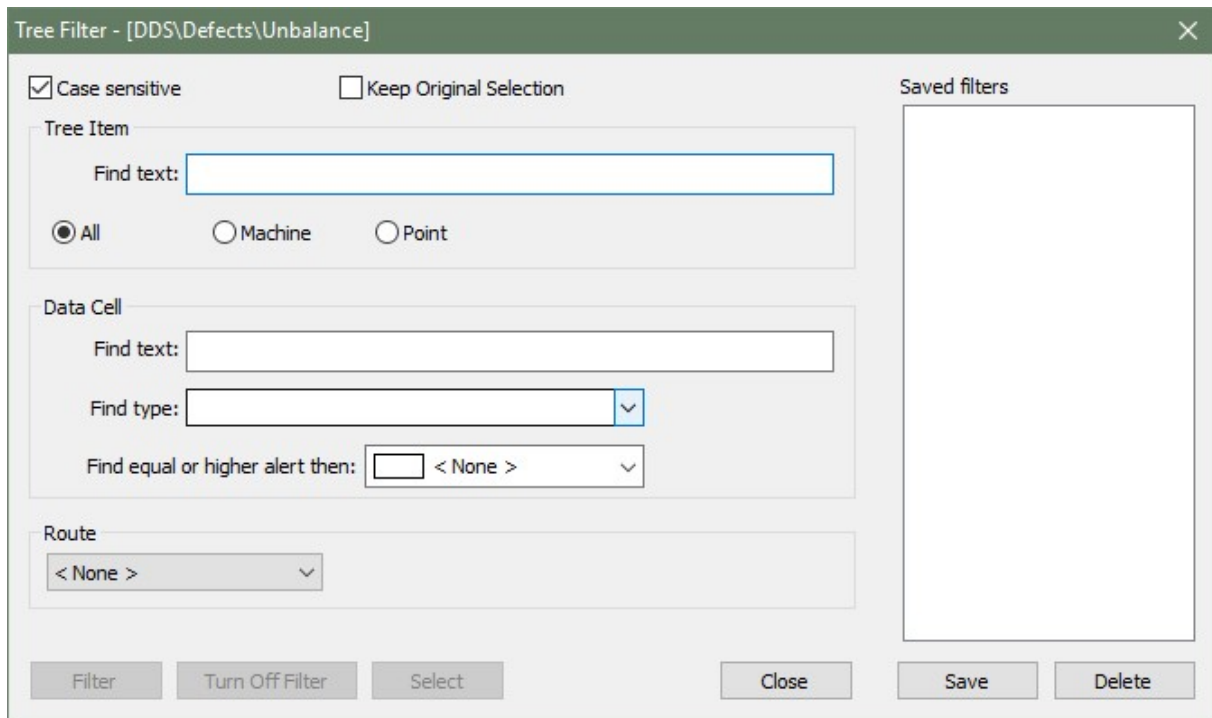 Tree Filter - [DDS\Defects\Unbalance]
Case sensitive
Keep Original Selection
Saved filters
Tree Item
Find text:
All
Machine
Point
Data Cell
Find text:
Find type:
Find equal or higher alert then:
< None >
Route
< None >
Filter
Turn Off Filter
Select
Close
Save
Delete